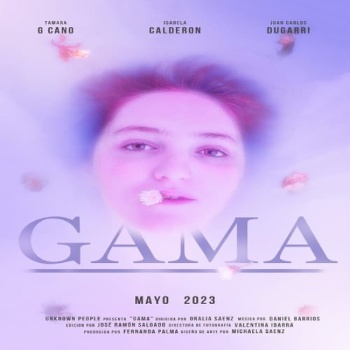 TAMARA ISABELA JUAN CARLOS
G CANO CALDERON DUGARRI
GAMA
MAYO 2023
UNKNOWN PEOPLE PRESENTA "GAMA" DIRIGIDA POR ORALIA SAENZ MÚSICA POR DANIEL BARRIOS
EDICIÓN POR JOSÉ RAMÓN SALGADO DIRECTORA DE FOTOGRAFÍA VALENTINA IBARRA
PRODUCIDA POR FERNANDA PALMA DISEÑO DE ARTE POR MICHAELA SAENZ